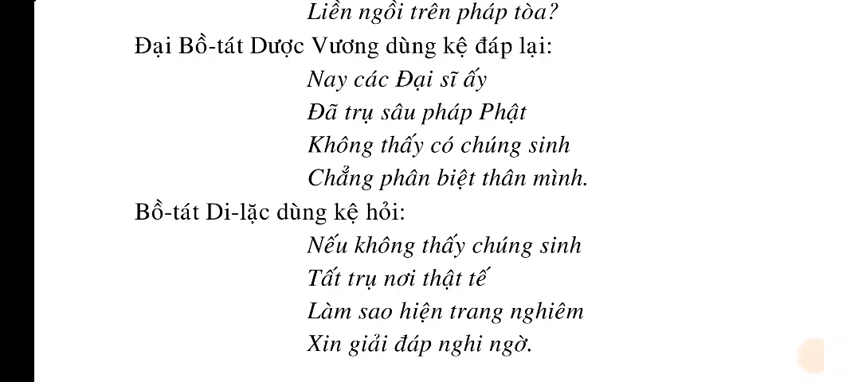 Liền ngồi trên pháp tòa?
Đại Bồ-tát Dược Vương dùng kệ đáp lại:
Nay các Đại sĩ ấy
Đã trụ sâu pháp Phật
Không thấy có chúng sinh
Chẳng phân biệt thân mình.
Bồ-tát Di-lặc dùng kệ hỏi:
Nếu không thấy chúng sinh
Tất trụ nơi thật tế
Làm sao hiện trang nghiêm
Xin giải đáp nghi ngờ.